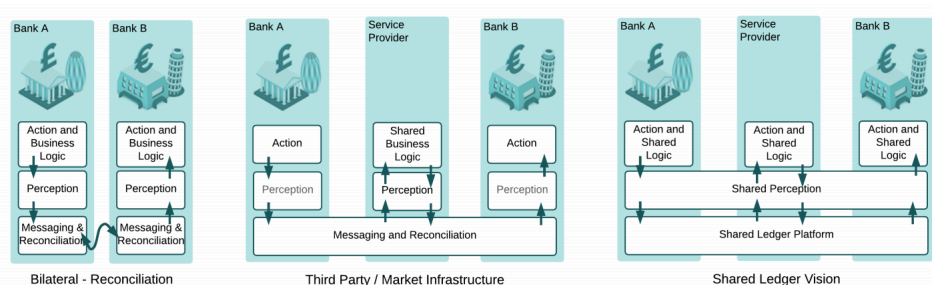 Bank A
Bank B
Action and
Business
Logic
Action and
Business
Logic
Perception
Perception
Messaging &
Reconciliation
Messaging &
Reconciliation
Bilateral - Reconciliation
Bank A
Service
Provider
Bank B
Action
Shared
Business
Logic
Action
Perception
Perception
Perception
Messaging and Reconciliation
Third Party / Market Infrastructure
Bank A
Service
Provider
Bank B
Action and
Shared
Logic
Action and
Shared
Logic
Action and
Shared
Logic
Shared Perception
Shared Ledger Platform
Shared Ledger Vision